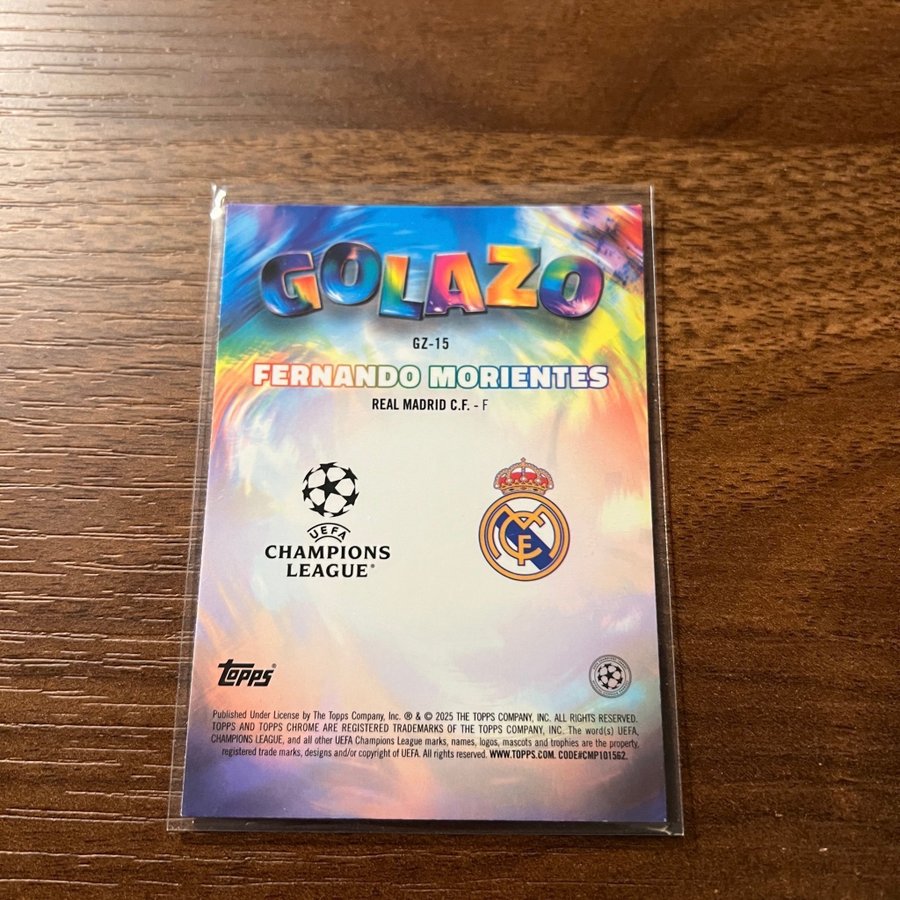 GOLAZO
GZ-15
FERNANDO MORIENTES
REAL MADRID C.F. - F
UEFA
CHAMPIONS
LEAGUE®
topps®
Published Under License by The Topps Company, Inc. ® & © 2025 THE TOPPS COMPANY, INC. ALL RIGHTS RESERVED.
TOPPS AND TOPPS CHROME ARE REGISTERED TRADEMARKS OF THE TOPPS COMPANY, INC. The word(s) UEFA,
CHAMPIONS LEAGUE, and all other UEFA Champions League marks, names, logos, mascots and trophies are the property,
registered trade marks, designs and/or copyright of UEFA. All rights reserved. WWW.TOPPS.COM. CODE#CMP101562.